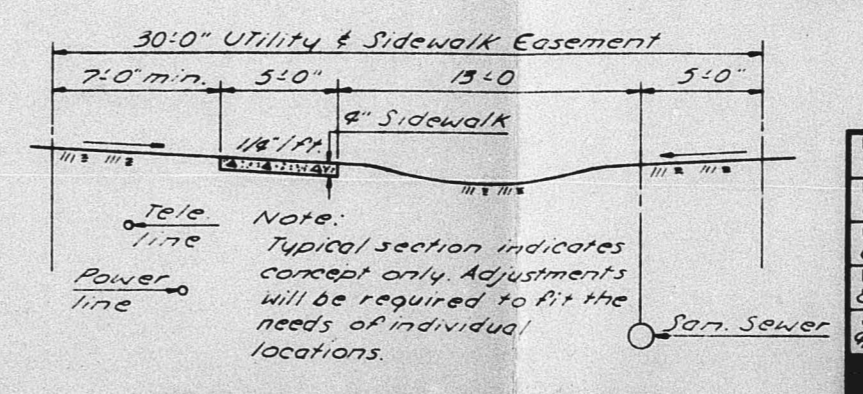 30'-0" Utility & Sidewalk Easement
7'-0" min. 5'-0" 13'-0 5'-0"
4" Sidewalk
1/4"/ft.
Tele. line
Power line
Note:
Typical section indicates
concept only. Adjustments
will be required to fit the
needs of individual
locations.
San. Sewer